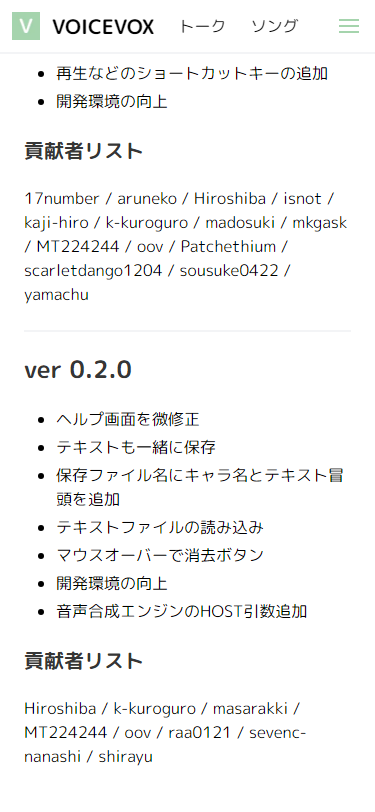 V VOICEVOX トーク ソング
再生などのショートカットキーの追加
開発環境の向上
貢献者リスト
17number / aruneko / Hiroshiba / isnot /
kaji-hiro / k-kuroguro / madosuki / mkgask
/ MT224244 / oov / Patchethium /
scarletdango1204 / sousuke0422 /
yamachu
ver 0.2.0
ヘルプ画面を微修正
テキストも一緒に保存
保存ファイル名にキャラ名とテキスト冒
頭を追加
テキストファイルの読み込み
マウスオーバーで消去ボタン
開発環境の向上
音声合成エンジンのHOST引数追加
貢献者リスト
Hiroshiba / k-kuroguro / masarakki /
MT224244 / oov / raa0121 / sevenc-
nanashi / shirayu